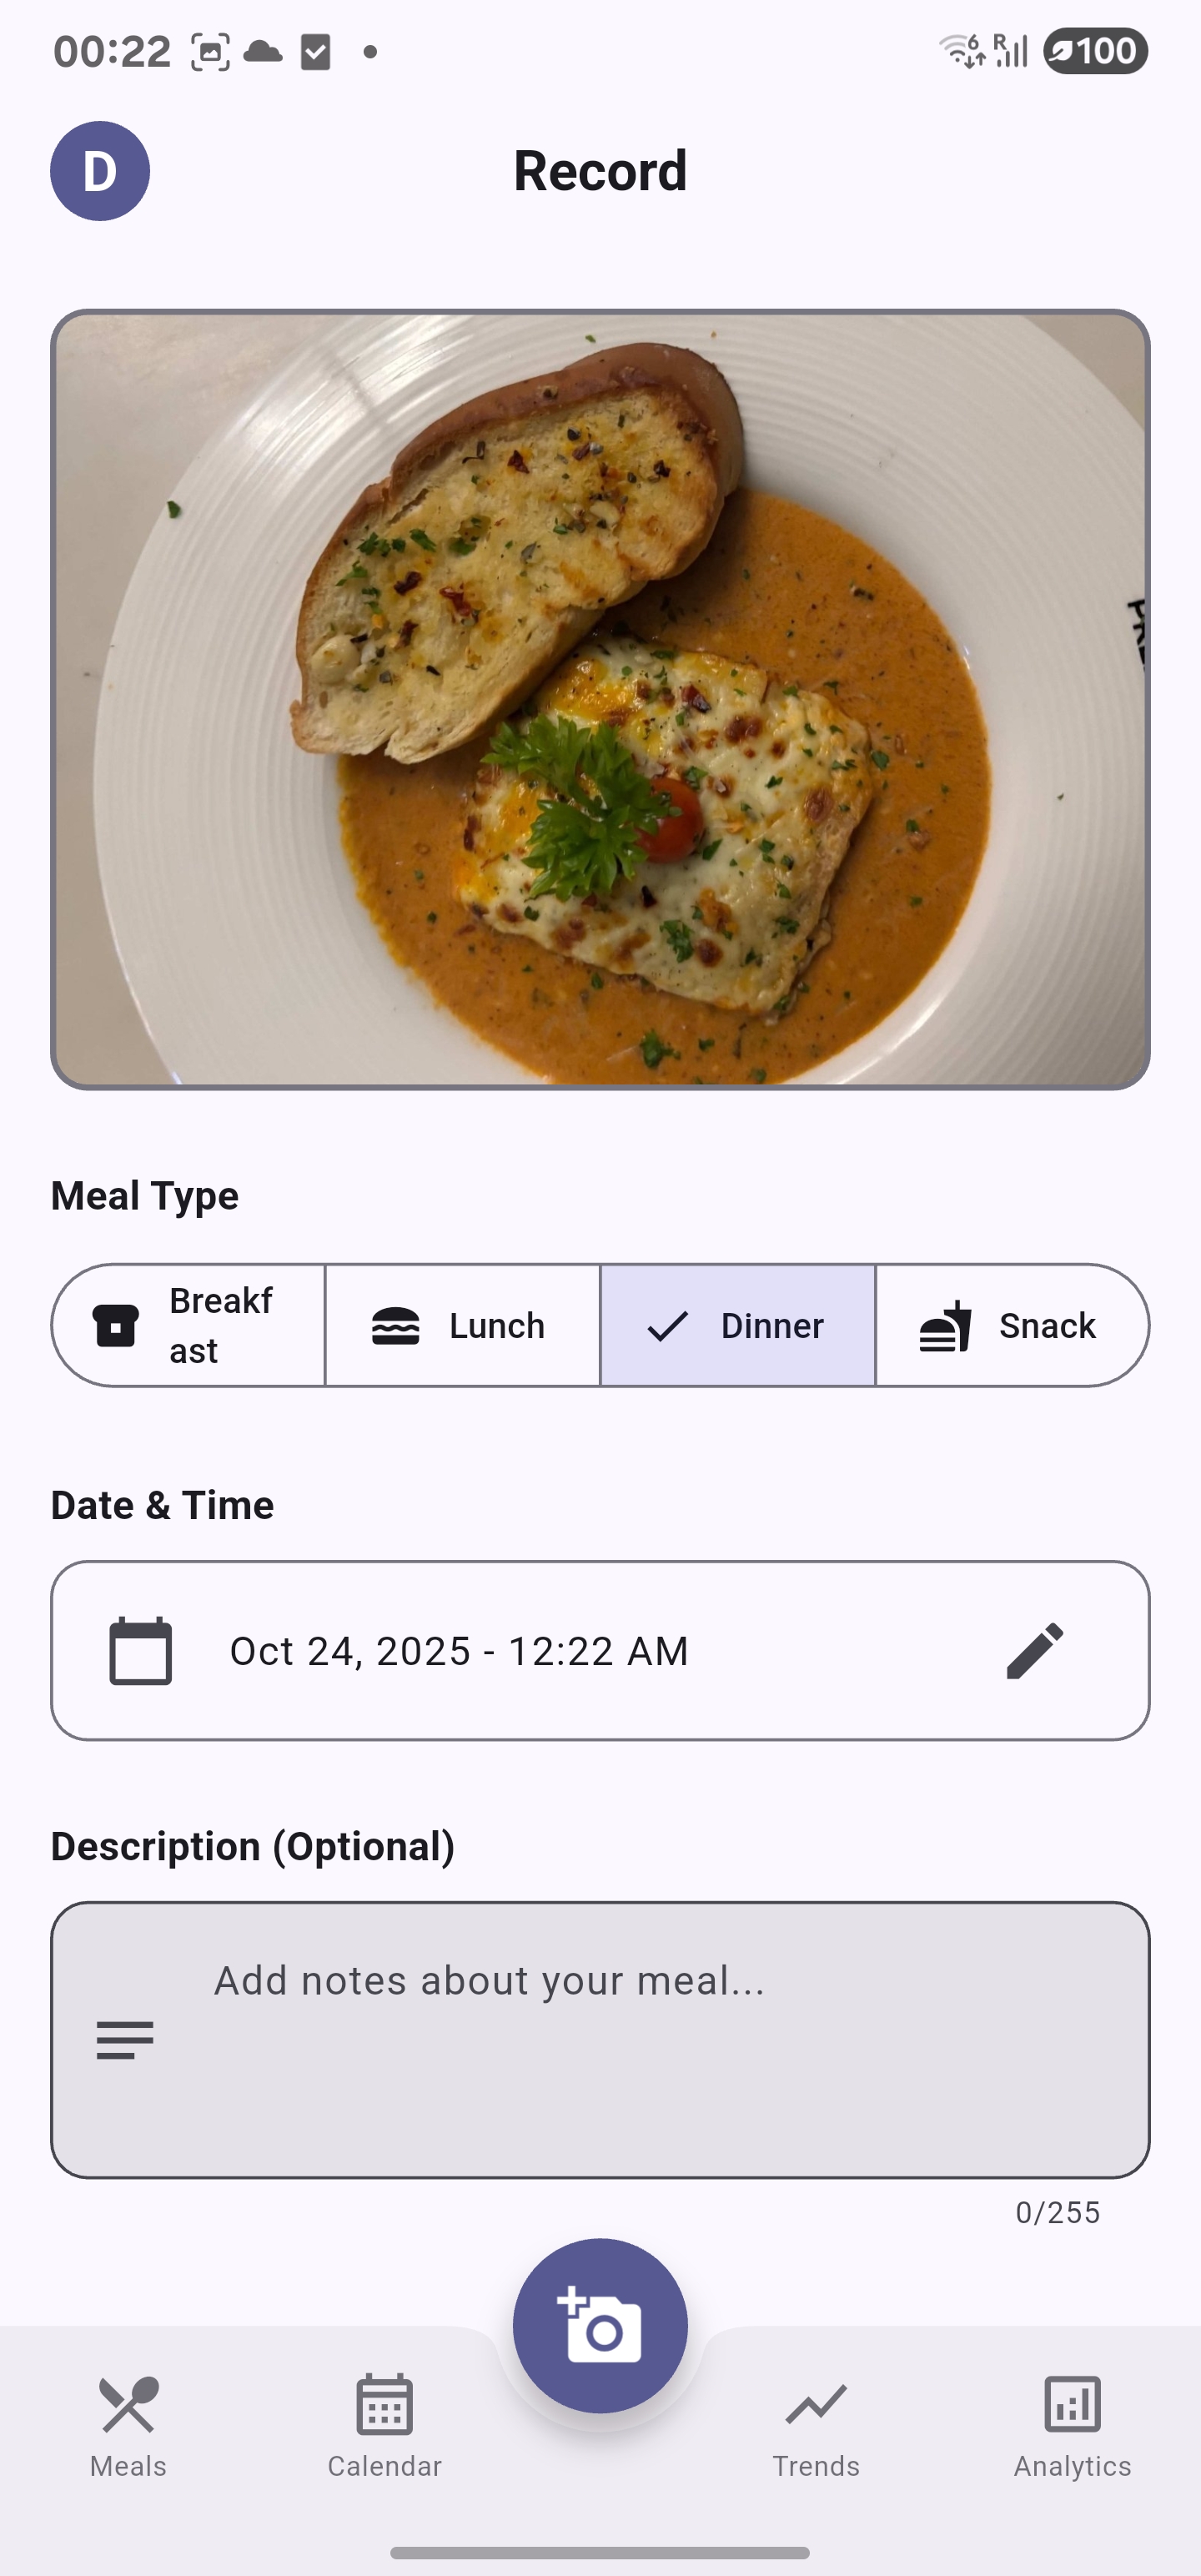 00:22
6
R
100
D
Record
Meal Type
Breakf
ast
Lunch
Dinner
Snack
Date & Time
Oct 24, 2025 - 12:22 AM
Description (Optional)
Add notes about your meal...
0/255
Meals
Calendar
Trends
Analytics